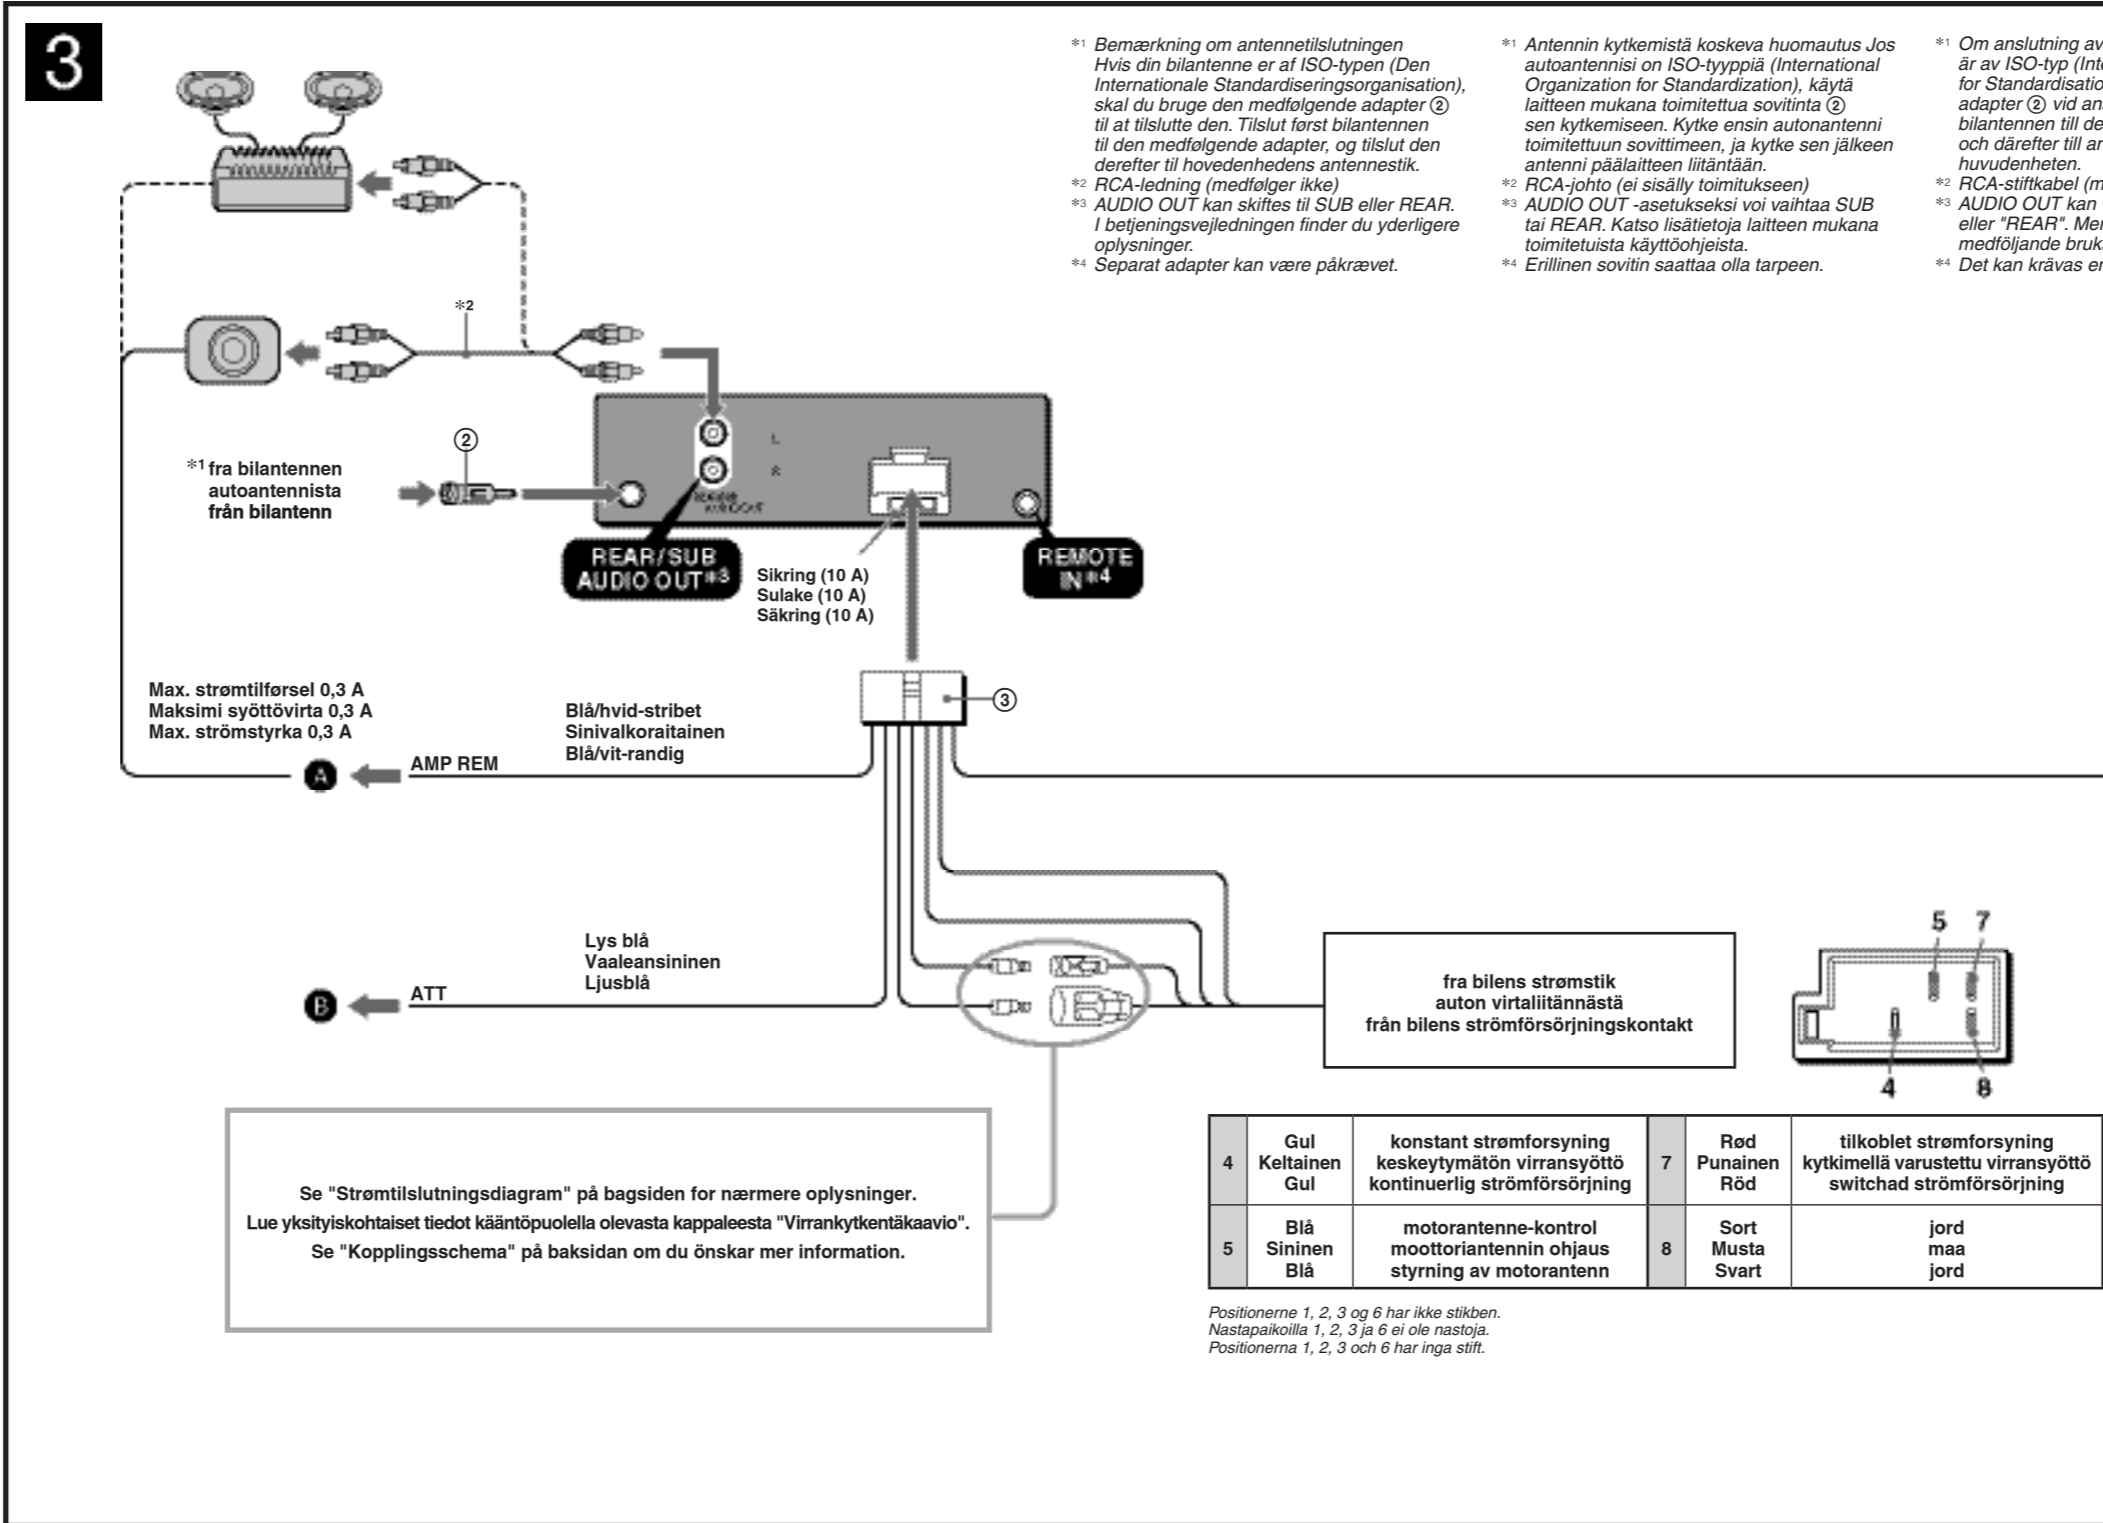 3
*1 Bemærkning om antennetilslutningen
Hvis din bilantenne er af ISO-typen (Den
Internationale Standardiseringsorganisation),
skal du bruge den medfølgende adapter ②
til at tilslutte den. Tilslut først bilantennen
til den medfølgende adapter, og tilslut den
derefter til hovedenhedens antennestik.
*2 RCA-ledning (medfølger ikke)
*3 AUDIO OUT kan skiftes til SUB eller REAR.
I betjeningsvejledningen finder du yderligere
oplysninger.
*4 Separat adapter kan være påkrævet.
*1 Antennin kytkemistä koskeva huomautus Jos
autoantennisi on ISO-tyyppiä (International
Organization for Standardization), käytä
laitteen mukana toimitettua sovitinta ②
sen kytkemiseen. Kytke ensin autonantenni
toimitettuun sovittimeen, ja kytke sen jälkeen
antenni päälaitteen liitäntään.
*2 RCA-johto (ei sisälly toimitukseen)
*3 AUDIO OUT -asetukseksi voi vaihtaa SUB
tai REAR. Katso lisätietoja laitteen mukana
toimitetuista käyttöohjeista.
*4 Erillinen sovitin saattaa olla tarpeen.
*1 Om anslutning av
är av ISO-typ
for
adapter ② vid
bilantennen till
och därefter till
huvudenheten.
*2 RCA-stiftkabel
*3 AUDIO OUT kan
eller "REAR".
medföljande
*4 Det kan krävas
*2
②
*1 fra bilantennen
autoantennista
från bilantenn
L
R
REAR/SUB
AUDIO OUT*3
Sikring (10 A)
Sulake (10 A)
Säkring (10 A)
REMOTE
IN*4
③
Max. strømtilførsel 0,3 A
Maksimi syöttövirta 0,3 A
Max. strömstyrka 0,3 A
Blå/hvid-stribet
Sinivalkoraitainen
Blå/vit-randig
A
AMP REM
Lys blå
Vaaleansininen
Ljusblå
B
ATT
fra bilens strømstik
auton virtaliitännästä
från bilens strömförsörjningskontakt
5 7
4 8
Se "Strømtilslutningsdiagram" på bagsiden for nærmere oplysninger.
Lue yksityiskohtaiset tiedot kääntöpuolella olevasta kappaleesta "Virrankytkentäkaavio".
Se "Kopplingsschema" på baksidan om du önskar mer information.
4
Gul
Keltainen
Gul
konstant strømforsyning
keskeytymätön virransyöttö
kontinuerlig strömförsörjning
7
Rød
Punainen
Röd
tilkoblet strømforsyning
kytkimellä varustettu virransyöttö
switchad strömförsörjning
5
Blå
Sininen
Blå
motorantenne-kontrol
moottoriantennin ohjaus
styrning av motorantenn
8
Sort
Musta
Svart
jord
maa
jord
Positionerne 1, 2, 3 og 6 har ikke stikben.
Nastapaikoilla 1, 2, 3 ja 6 ei ole nastoja.
Positionerna 1, 2, 3 och 6 har inga stift.